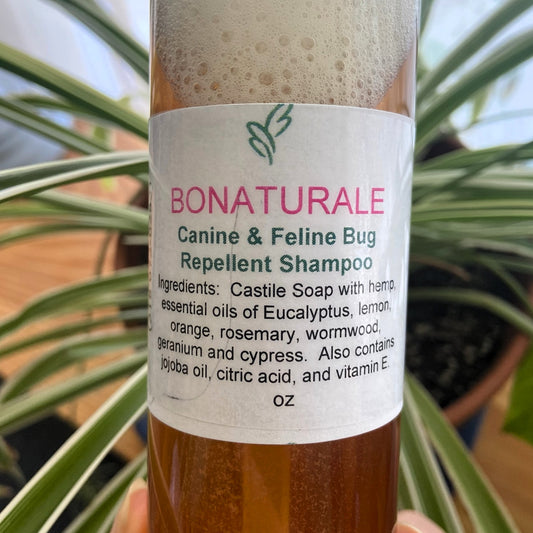 BONATURALE
Canine & Feline Bug
Repellent Shampoo
Ingredients: Castile Soap with hemp,
essential oils of Eucalyptus, lemon,
orange, rosemary, wormwood,
geranium and cypress. Also contains
jojoba oil, citric acid, and vitamin E.
oz